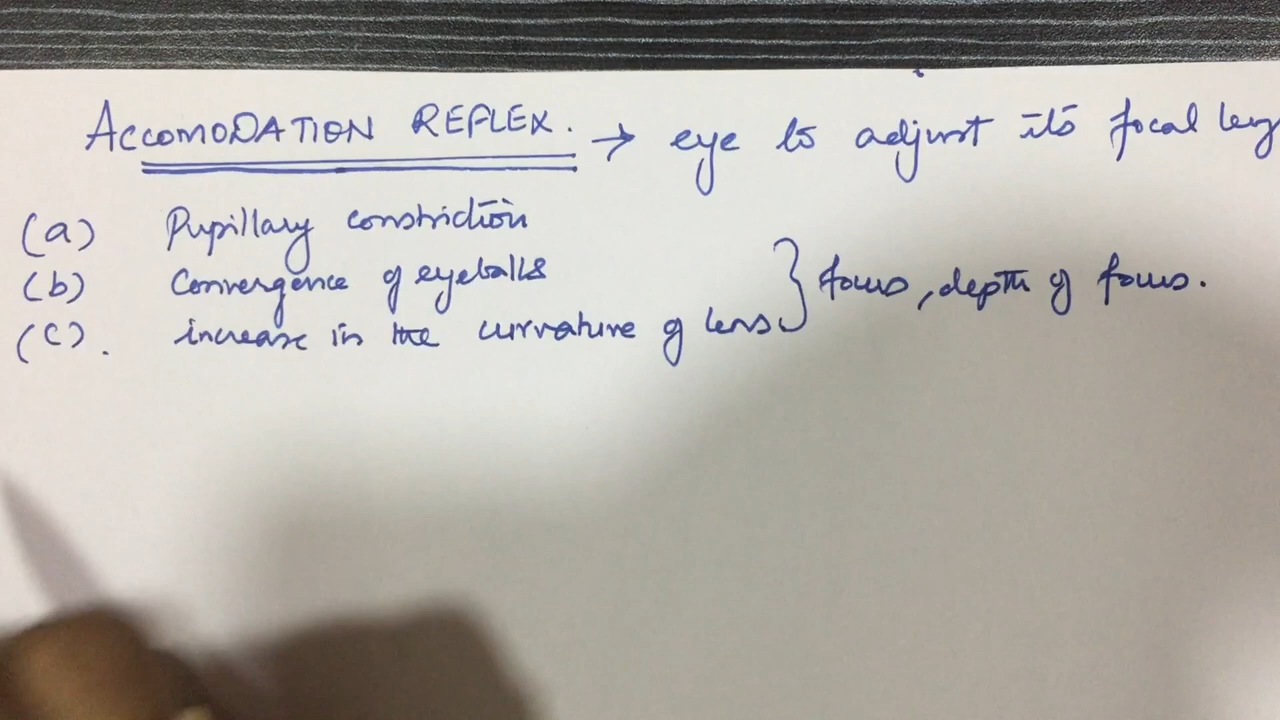 ACCOMODATION REFLEX. → eye to adjust its focal leng
(a) Pupillary constriction
(b) Convergence of eyeballs
(c). increase in the curvature of lens } focus, depth of focus.